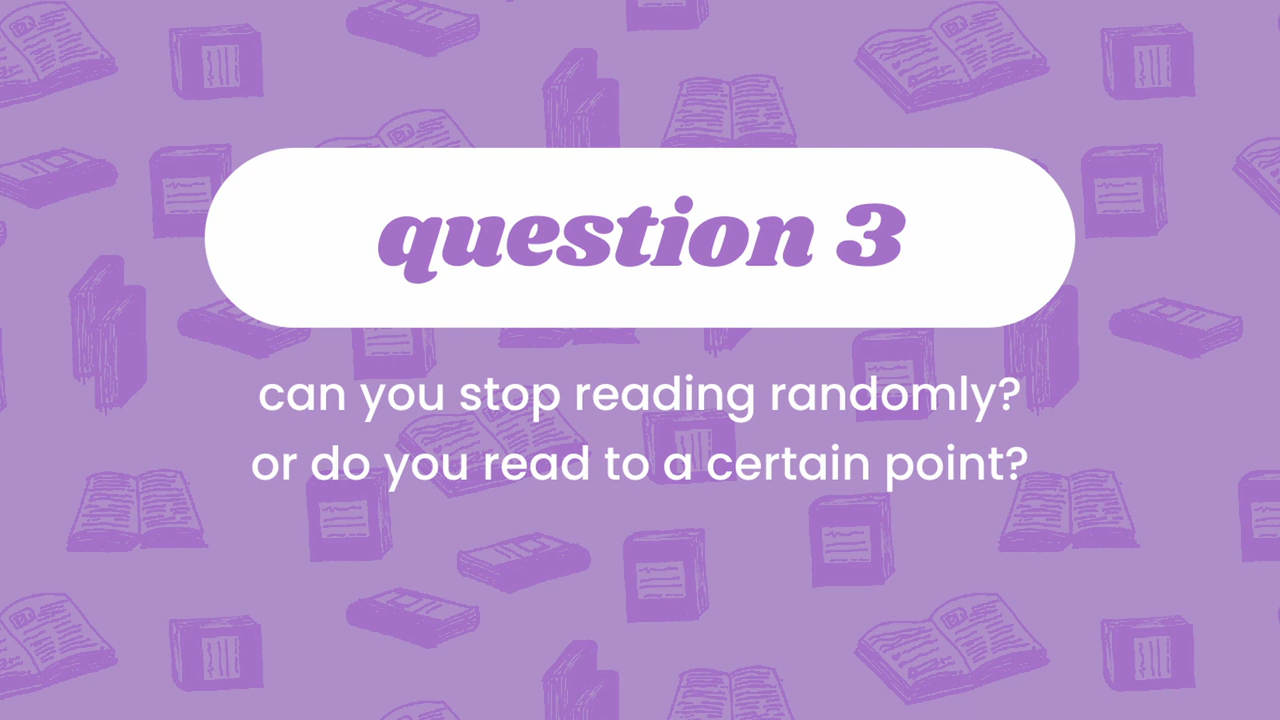 question 3
can you stop reading randomly?
or do you read to a certain point?